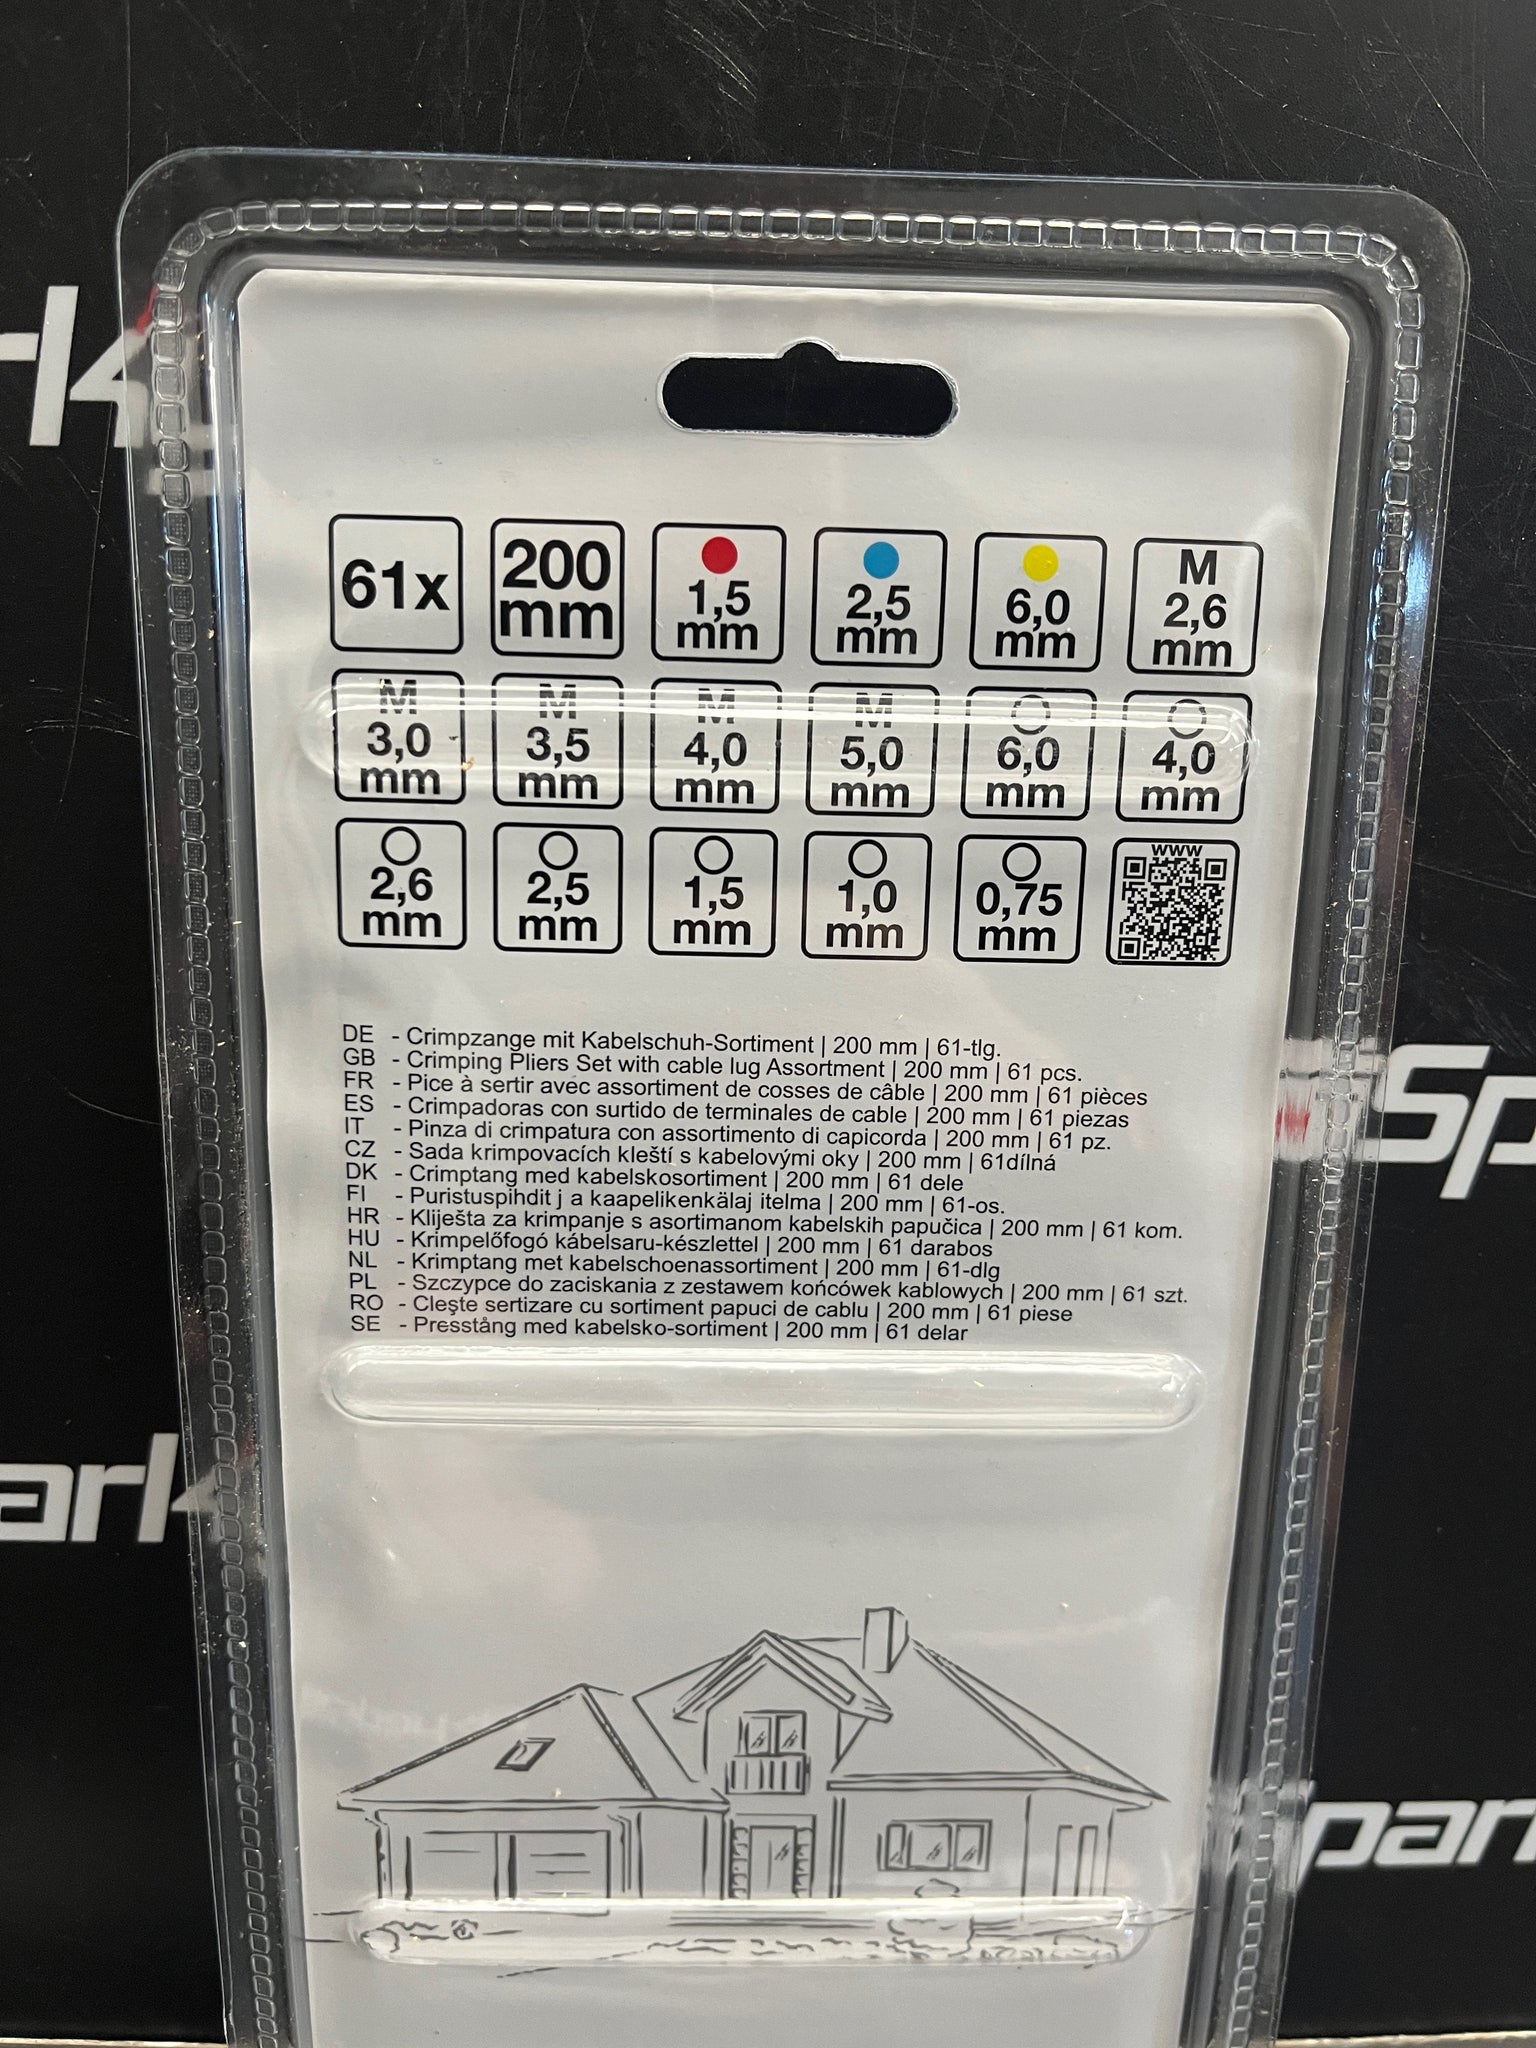 61x
200
mm
1,5
mm
2,5
mm
6,0
mm
M
2,6
mm
M
3,0
mm
M
3,5
mm
M
4,0
mm
M
5,0
mm
6,0
mm
4,0
mm
2,6
mm
2,5
mm
1,5
mm
1,0
mm
0,75
mm
www
DE - Crimpzange mit Kabelschuh-Sortiment | 200 mm | 61-tlg.
GB - Crimping Pliers Set with cable lug Assortment | 200 mm | 61 pcs.
FR - Pice à sertir avec assortiment de cosses de câble | 200 mm | 61 pièces
ES - Crimpadoras con surtido de terminales de cable | 200 mm | 61 piezas
IT - Pinza di crimpatura con assortimento di capicorda | 200 mm | 61 pz.
CZ - Sada krimpovacích kleští s kabelovými oky | 200 mm | 61dílná
DK - Crimptang med kabelskosortiment | 200 mm | 61 dele
FI - Puristuspihdit j a kaapelikenkälaj itelma | 200 mm | 61-os.
HR - Kliješta za krimpanje s asortimanom kabelskih papučica | 200 mm | 61 kom.
HU - Krimpelőfogó kábelsaru-készlettel | 200 mm | 61 darabos
NL - Krimptang met kabelschoenassortiment | 200 mm | 61-dlg
PL - Szczypce do zaciskania z zestawem końcówek kablowych | 200 mm | 61 szt.
RO - Cleşte sertizare cu sortiment papuci de cablu | 200 mm | 61 piese
SE - Presstång med kabelsko-sortiment | 200 mm | 61 delar